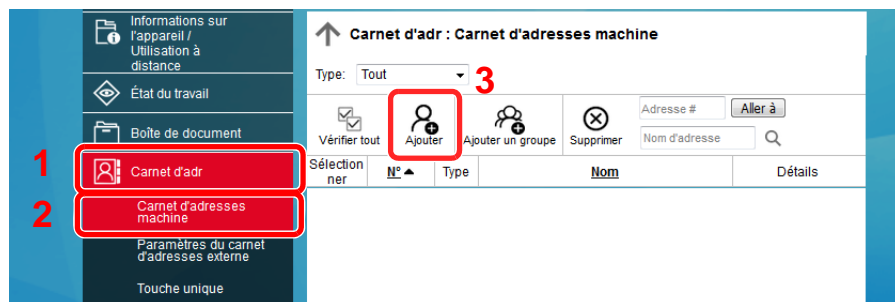 Informations sur
l'appareil /
Utilisation à
distance
État du travail
Boîte de document
1
Carnet d'adr
2
Carnet d'adresses
machine
Paramètres du carnet
d'adresses externe
Touche unique
Carnet d'adr : Carnet d'adresses machine
Type: Tout
3
Vérifier tout
Ajouter
Ajouter un groupe
Supprimer
Adresse # Aller à
Nom d'adresse
Sélection
ner
N° Type Nom Détails